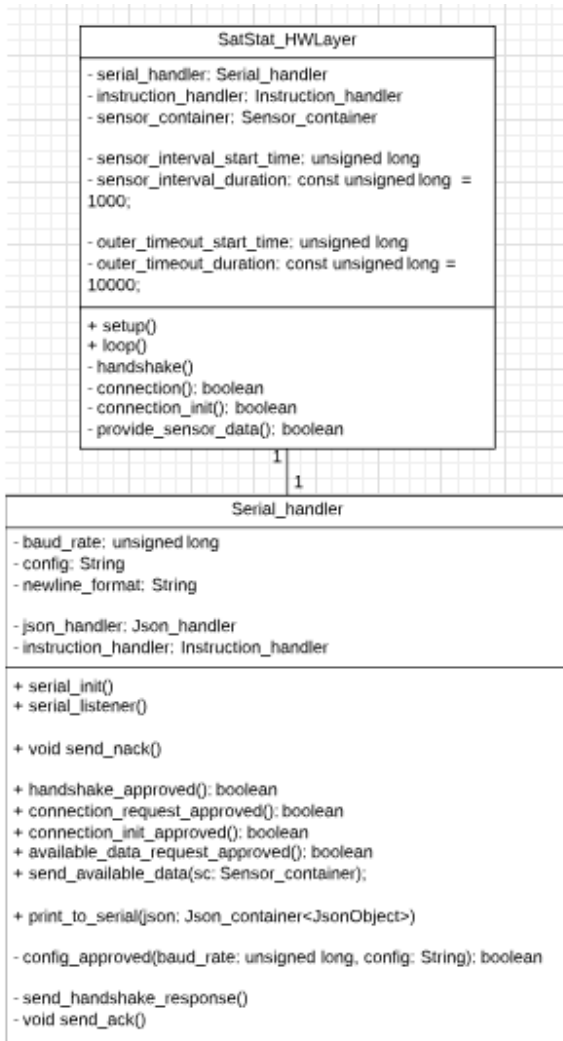 SatStat_HWLayer
- serial_handler: Serial_handler
- instruction_handler: Instruction_handler
- sensor_container: Sensor_container
- sensor_interval_start_time: unsigned long
- sensor_interval_duration: const unsigned long =
1000;
- outer_timeout_start_time: unsigned long
- outer_timeout_duration: const unsigned long =
10000;
+ setup()
+ loop()
- handshake()
- connection(): boolean
- connection_init(): boolean
- provide_sensor_data(): boolean
1
1
Serial_handler
- baud_rate: unsigned long
- config: String
- newline_format: String
- json_handler: Json_handler
- instruction_handler: Instruction_handler
+ serial_init()
+ serial_listener()
+ void send_nack()
+ handshake_approved(): boolean
+ connection_request_approved(): boolean
+ connection_init_approved(): boolean
+ available_data_request_approved(): boolean
+ send_available_data(sc: Sensor_container);
+ print_to_serial(json: Json_container<JsonObject>)
- config_approved(baud_rate: unsigned long, config: String): boolean
- send_handshake_response()
- void send_ack()